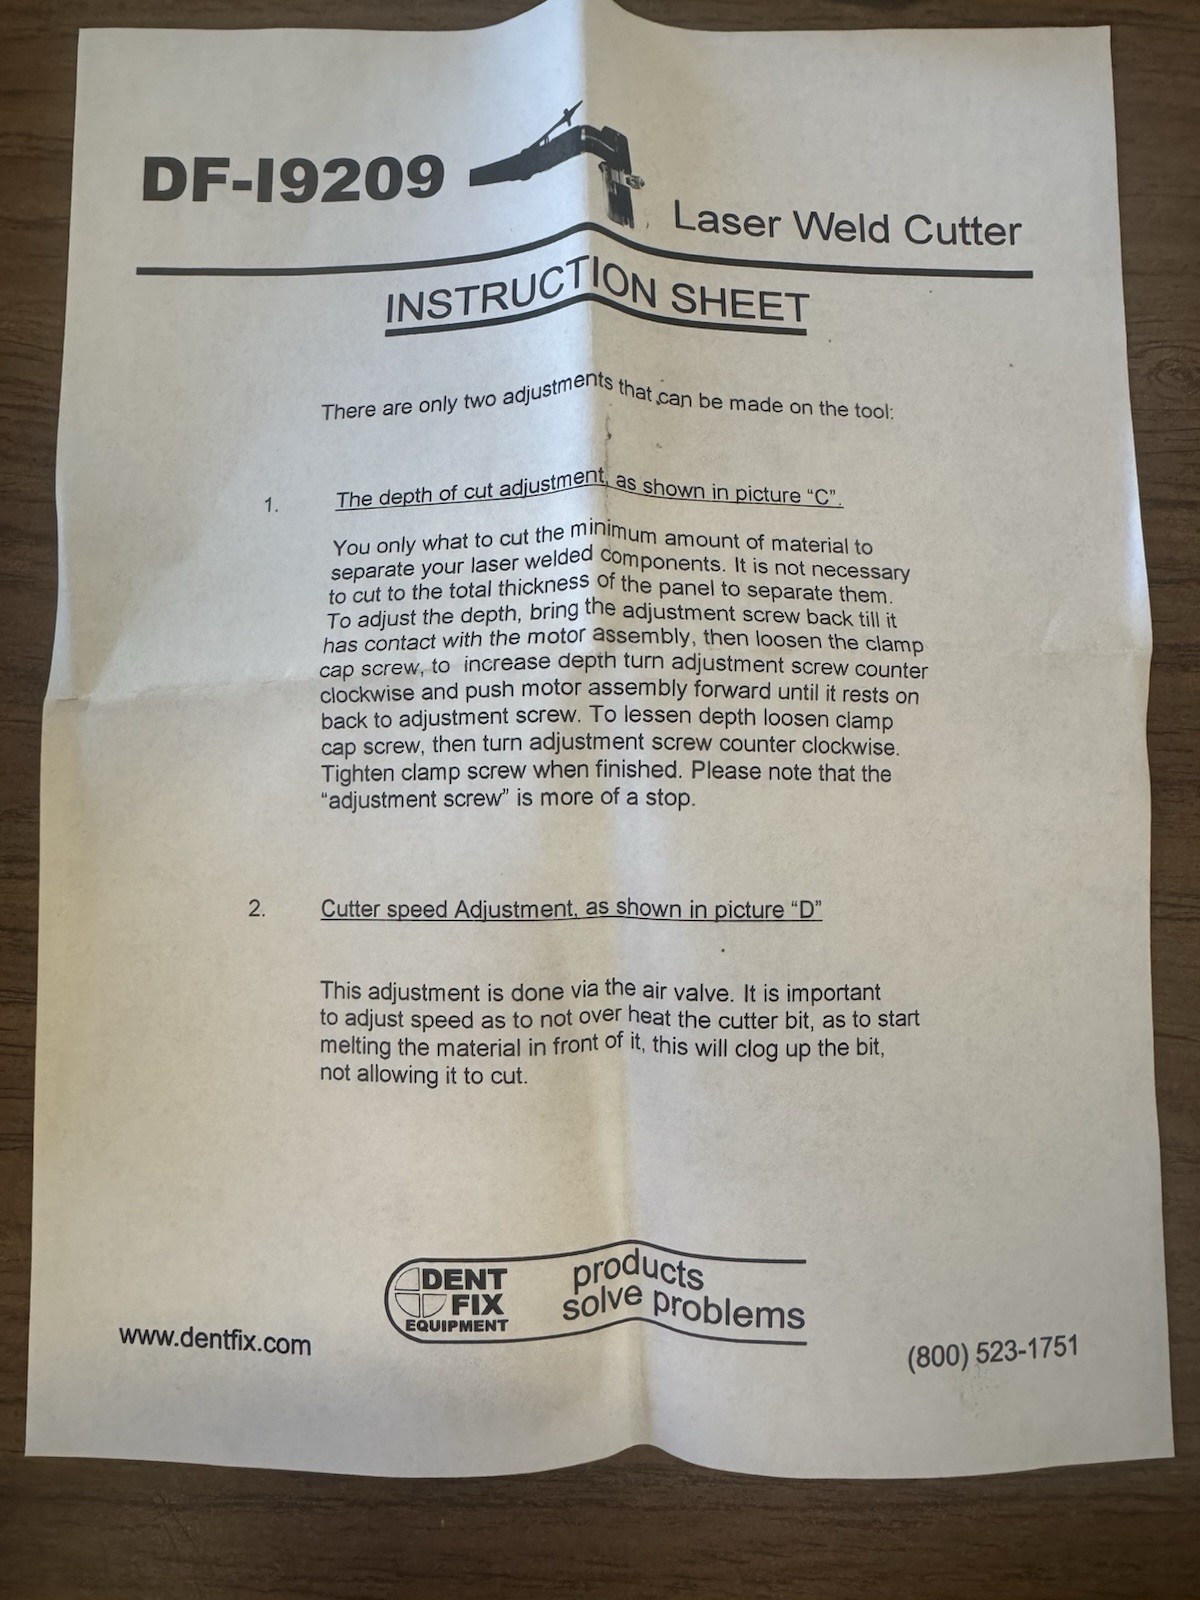 DF-I9209
Laser Weld Cutter
INSTRUCTION SHEET
There are only two adjustments that can be made on the tool:
1. The depth of cut adjustment, as shown in picture “C”.
You only what to cut the minimum amount of material to
separate your laser welded components. It is not necessary
to cut to the total thickness of the panel to separate them.
To adjust the depth, bring the adjustment screw back till it
has contact with the motor assembly, then loosen the clamp
cap screw, to increase depth turn adjustment screw counter
clockwise and push motor assembly forward until it rests on
back to adjustment screw. To lessen depth loosen clamp
cap screw, then turn adjustment screw counter clockwise.
Tighten clamp screw when finished. Please note that the
“adjustment screw” is more of a stop.
2. Cutter speed Adjustment, as shown in picture “D”
This adjustment is done via the air valve. It is important
to adjust speed as to not over heat the cutter bit, as to start
melting the material in front of it, this will clog up the bit,
not allowing it to cut.
DENT
FIX
EQUIPMENT
products
solve problems
www.dentfix.com
(800) 523-1751